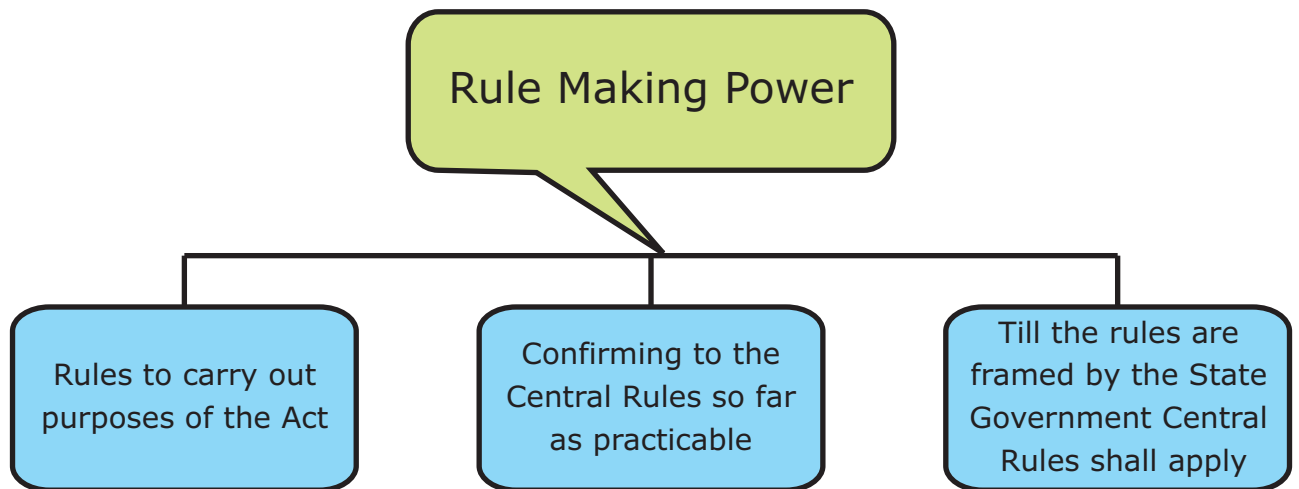 Rule Making Power
Rules to carry out
purposes of the Act
Confirming to the
Central Rules so far
as practicable
Till the rules are
framed by the State
Government Central
Rules shall apply